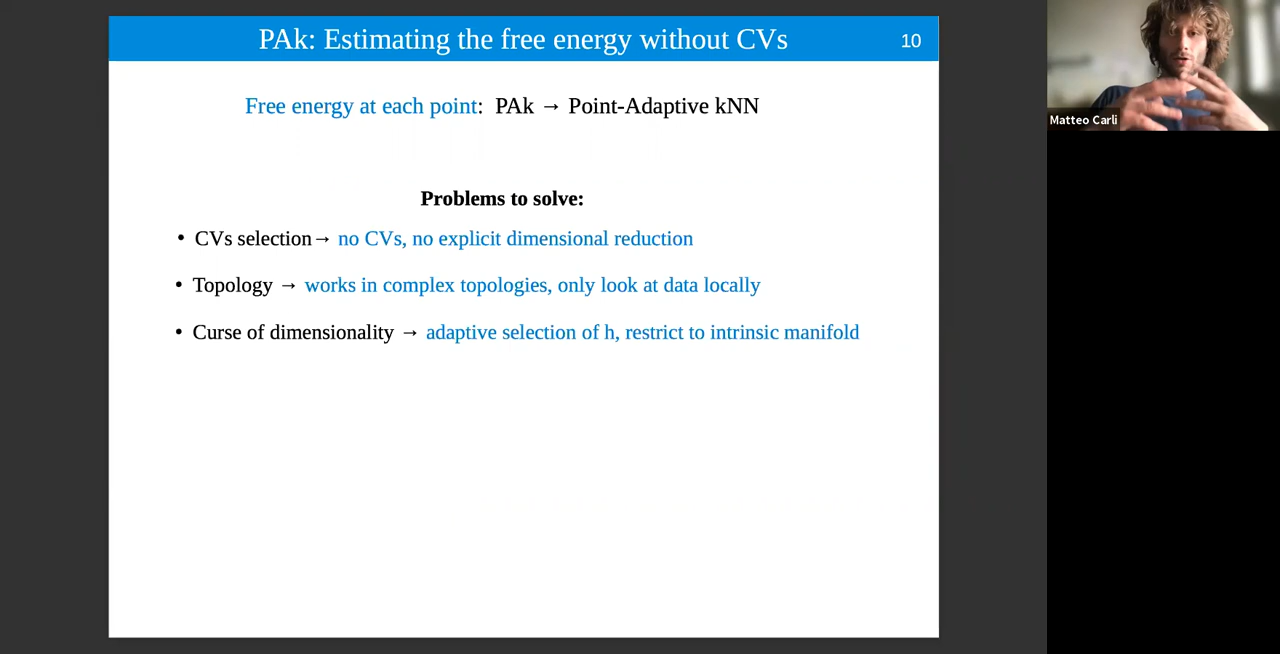 PAk: Estimating the free energy without CVs
10
Free energy at each point: PAk → Point-Adaptive kNN
Problems to solve:
• CVs selection → no CVs, no explicit dimensional reduction
• Topology → works in complex topologies, only look at data locally
• Curse of dimensionality → adaptive selection of h, restrict to intrinsic manifold
Matteo Carli